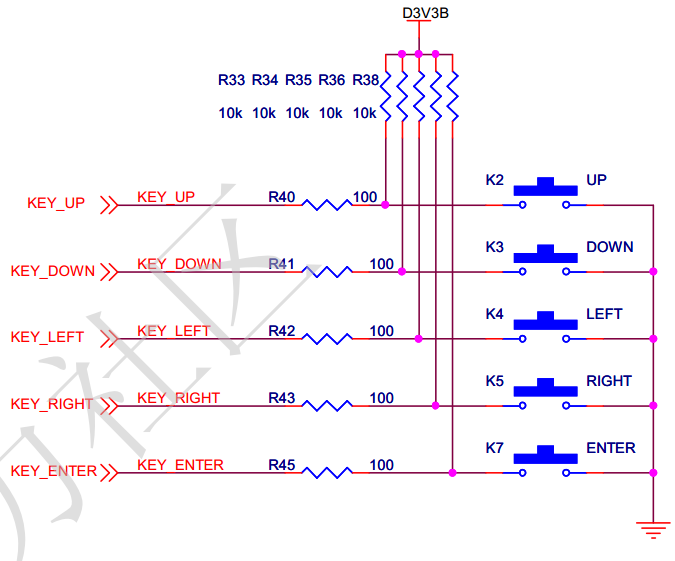 D3V3B
R33 R34 R35 R36 R38
10k 10k 10k 10k 10k
KEY_UP KEY_UP R40 100 K2 UP
KEY_DOWN KEY_DOWN R41 100 K3 DOWN
KEY_LEFT KEY_LEFT R42 100 K4 LEFT
KEY_RIGHT KEY_RIGHT R43 100 K5 RIGHT
KEY_ENTER KEY_ENTER R45 100 K7 ENTER
社区